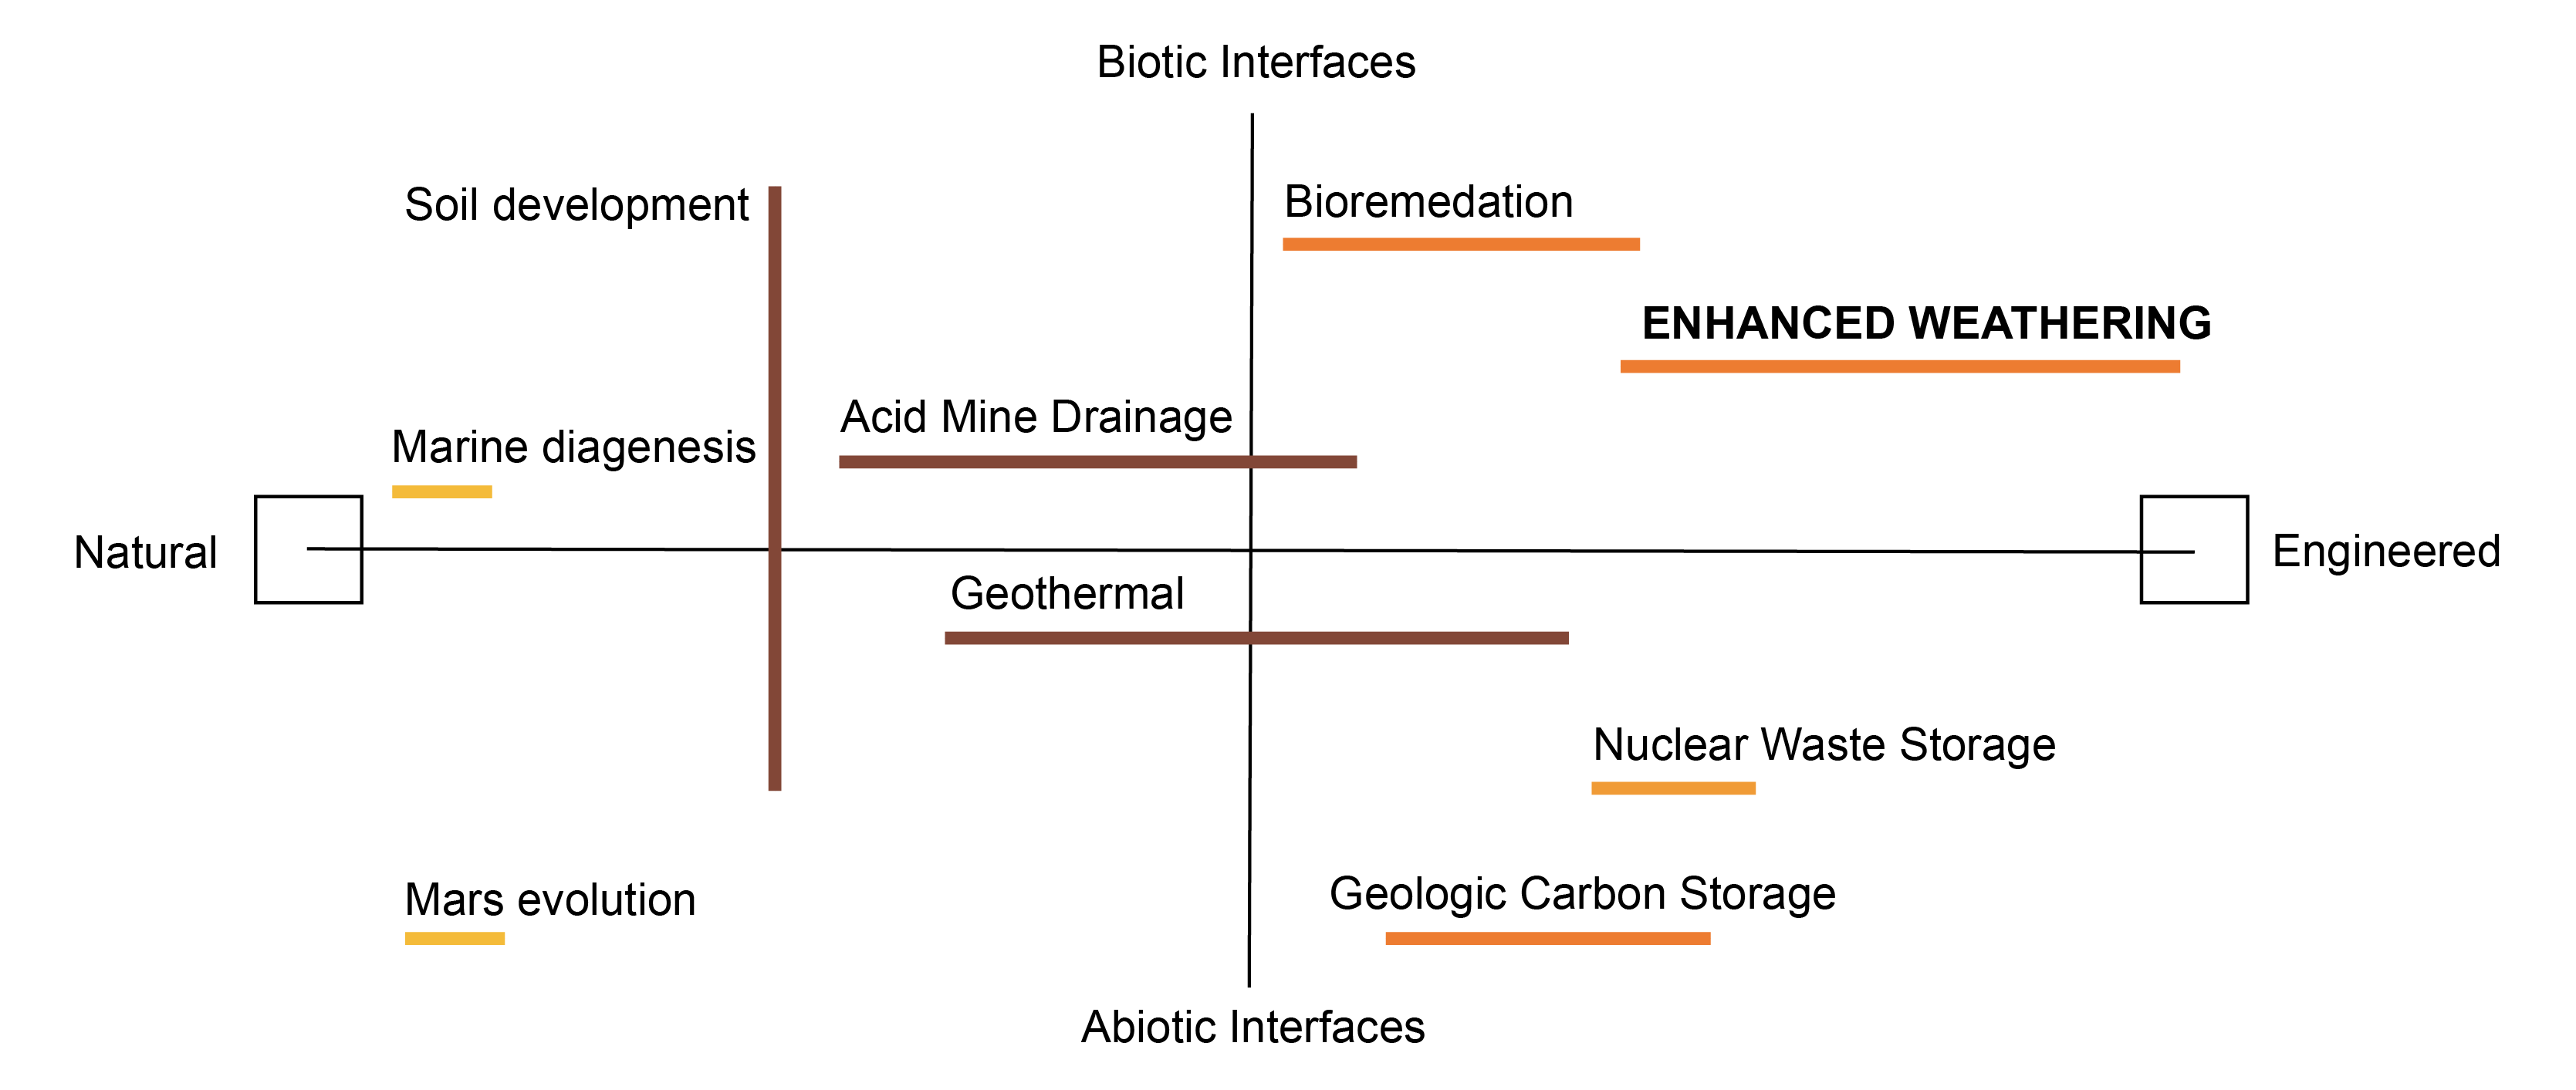 Biotic Interfaces
Soil development
Bioremedation
ENHANCED WEATHERING
Acid Mine Drainage
Marine diagenesis
Natural
Engineered
Geothermal
Nuclear Waste Storage
Mars evolution
Geologic Carbon Storage
Abiotic Interfaces